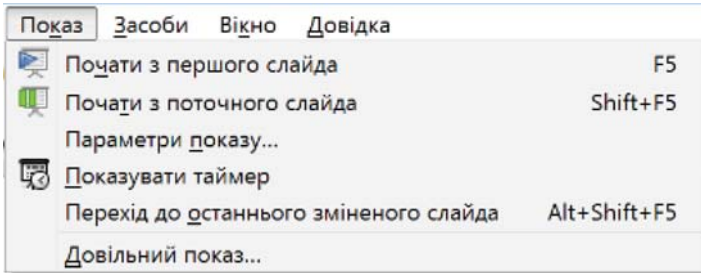 Показ Засоби Вікно Довідка
Почати з першого слайда F5
Почати з поточного слайда Shift+F5
Параметри показу...
Показувати таймер
Перехід до останнього зміненого слайда Alt+Shift+F5
Довільний показ...